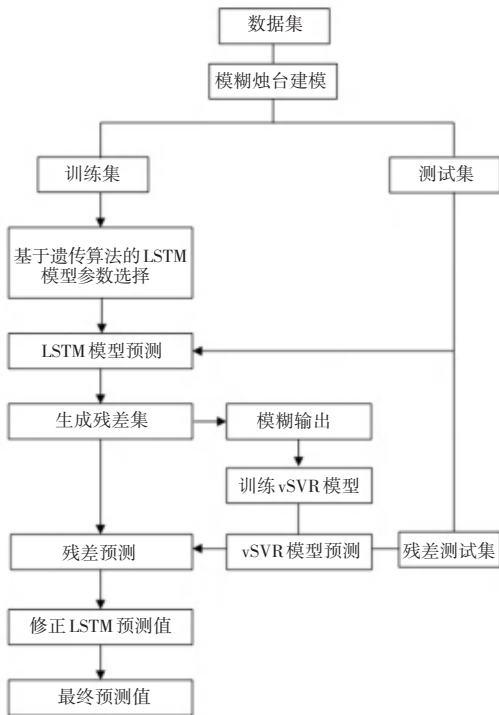 数据集
模糊烛台建模
训练集
测试集
基于遗传算法的LSTM
模型参数选择
LSTM模型预测
生成残差集
模糊输出
训练vSVR模型
残差预测
vSVR模型预测
残差测试集
修正LSTM预测值
最终预测值